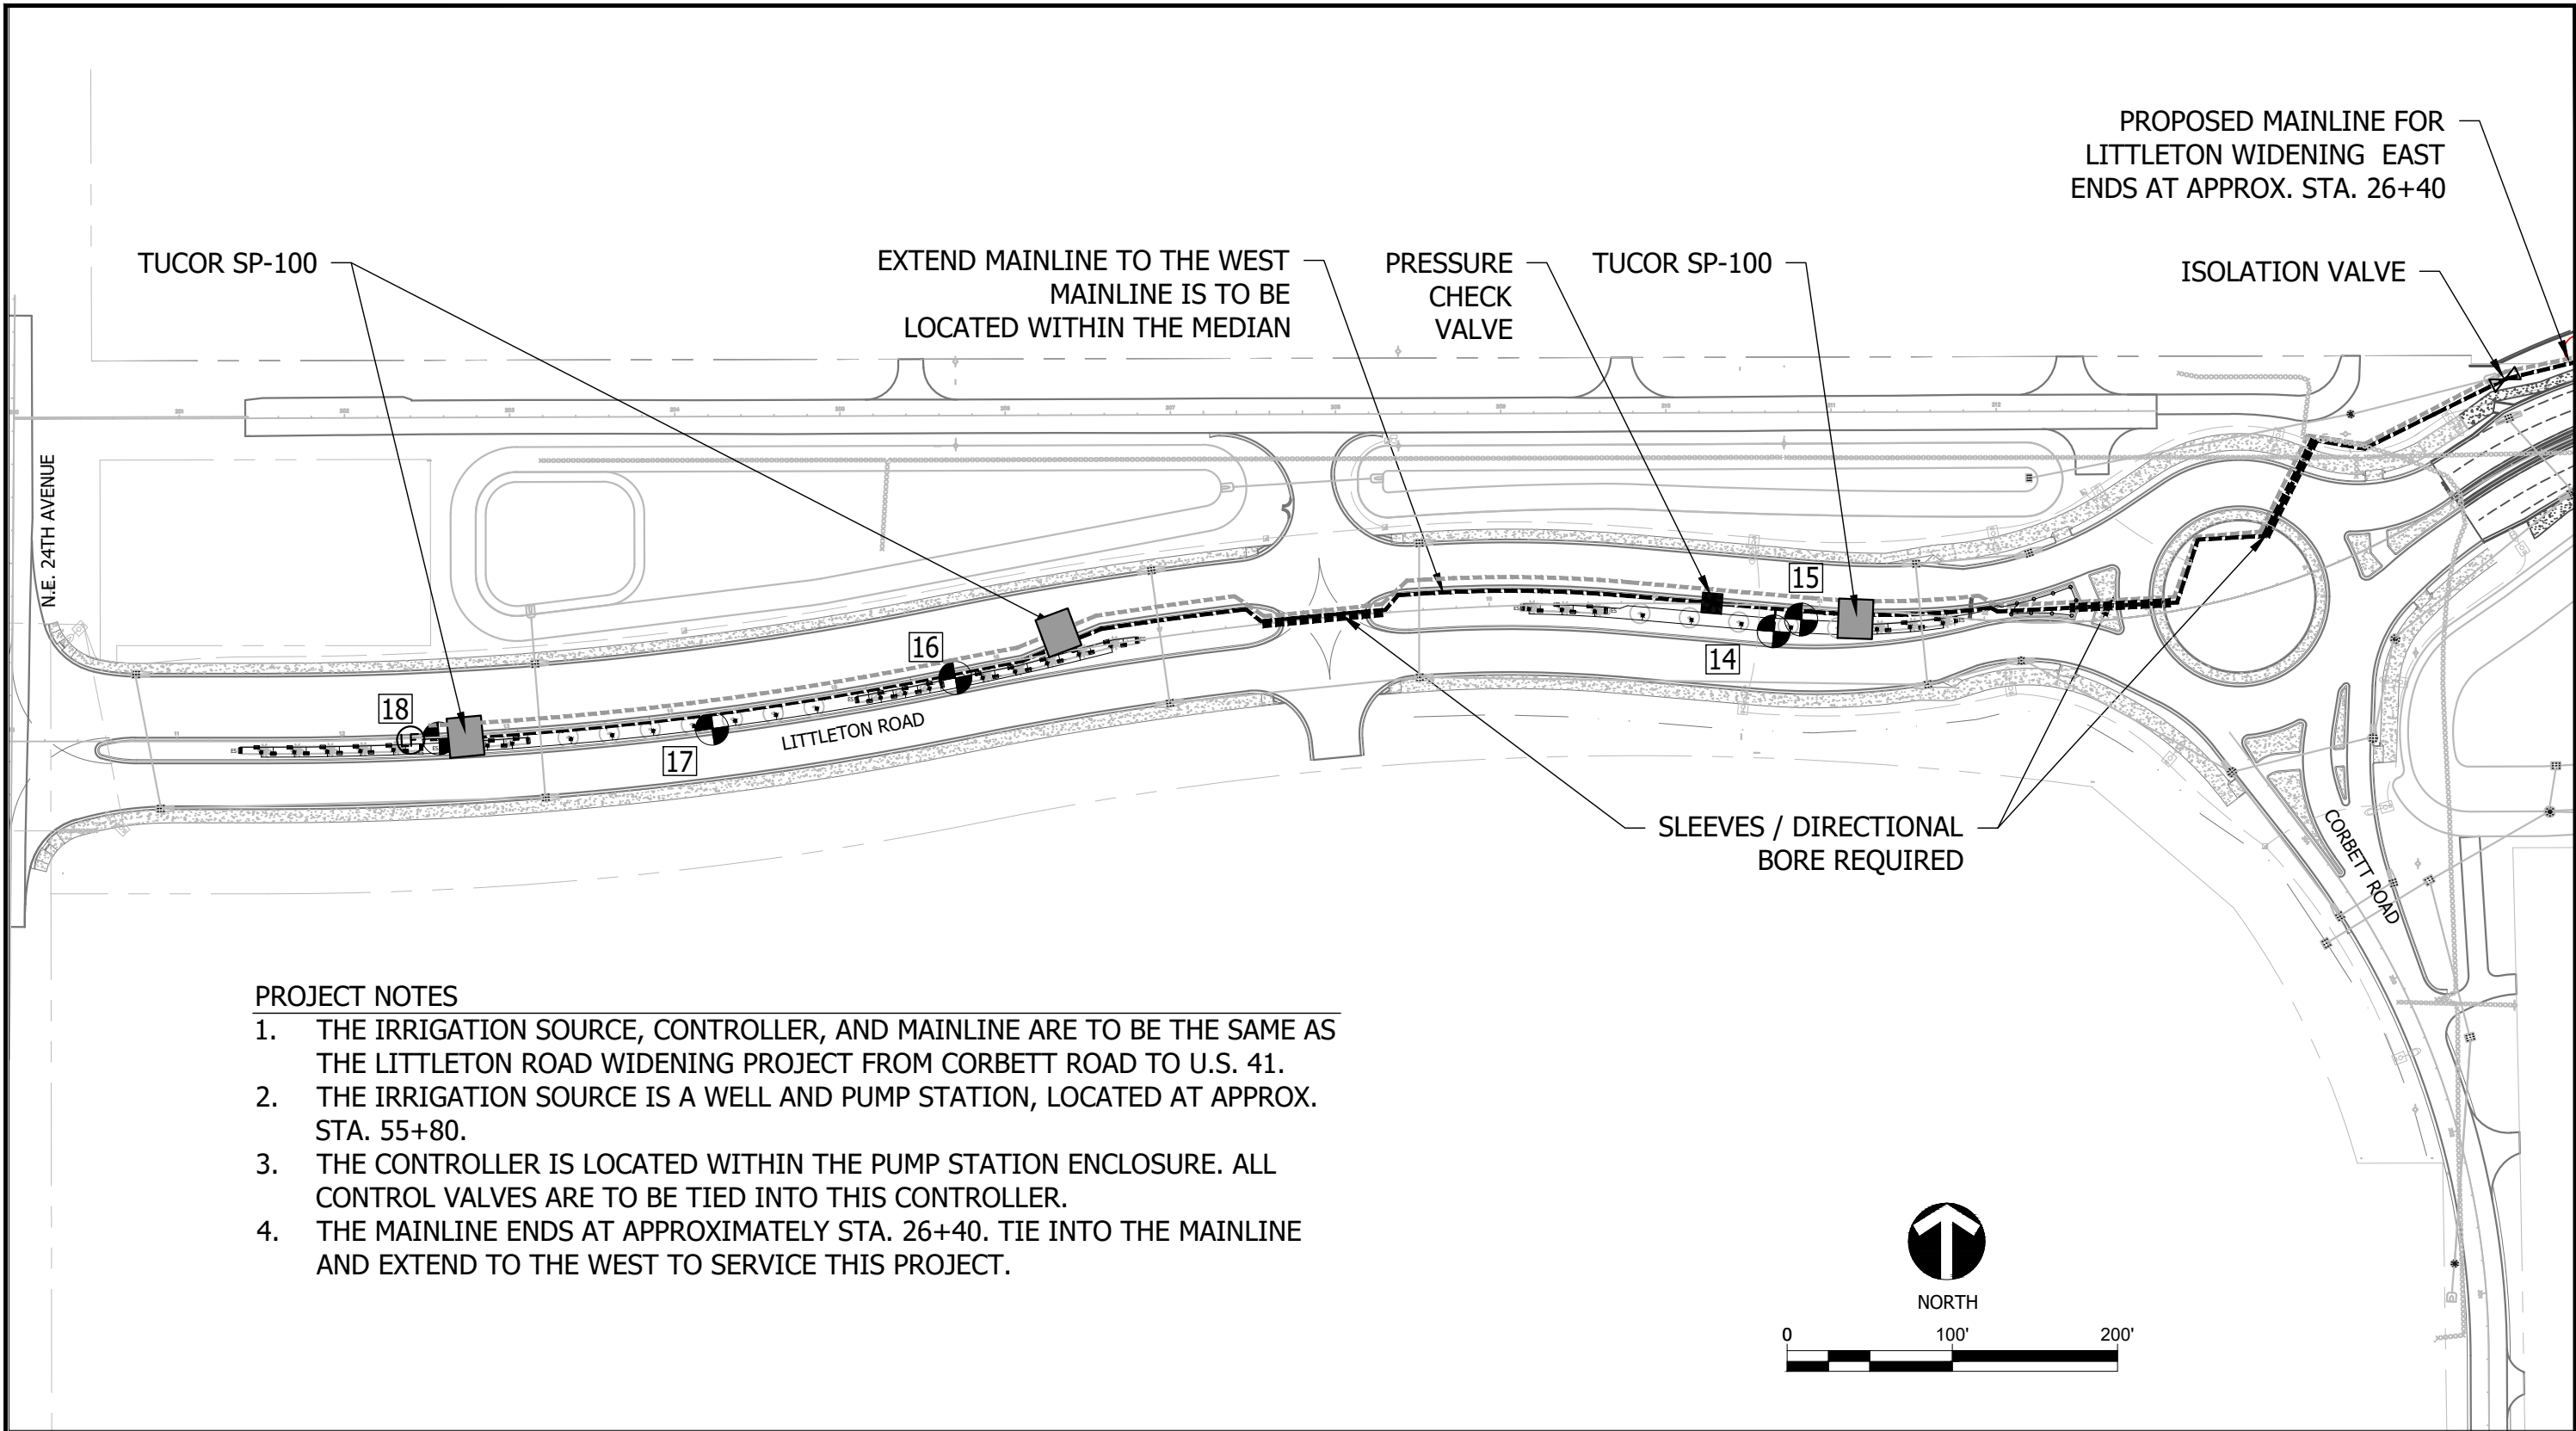 PROPOSED MAINLINE FOR
LITTLETON WIDENING EAST
ENDS AT APPROX. STA. 26+40
TUCOR SP-100
EXTEND MAINLINE TO THE WEST
MAINLINE IS TO BE
LOCATED WITHIN THE MEDIAN
PRESSURE
CHECK
VALVE
TUCOR SP-100
ISOLATION VALVE
N.E. 24TH AVENUE
15
14
16
18
LF
17
LITTLETON ROAD
SLEEVES / DIRECTIONAL
BORE REQUIRED
CORBETT ROAD
PROJECT NOTES
1. THE IRRIGATION SOURCE, CONTROLLER, AND MAINLINE ARE TO BE THE SAME AS
THE LITTLETON ROAD WIDENING PROJECT FROM CORBETT ROAD TO U.S. 41.
2. THE IRRIGATION SOURCE IS A WELL AND PUMP STATION, LOCATED AT APPROX.
STA. 55+80.
3. THE CONTROLLER IS LOCATED WITHIN THE PUMP STATION ENCLOSURE. ALL
CONTROL VALVES ARE TO BE TIED INTO THIS CONTROLLER.
4. THE MAINLINE ENDS AT APPROXIMATELY STA. 26+40. TIE INTO THE MAINLINE
AND EXTEND TO THE WEST TO SERVICE THIS PROJECT.
NORTH
0 100' 200'